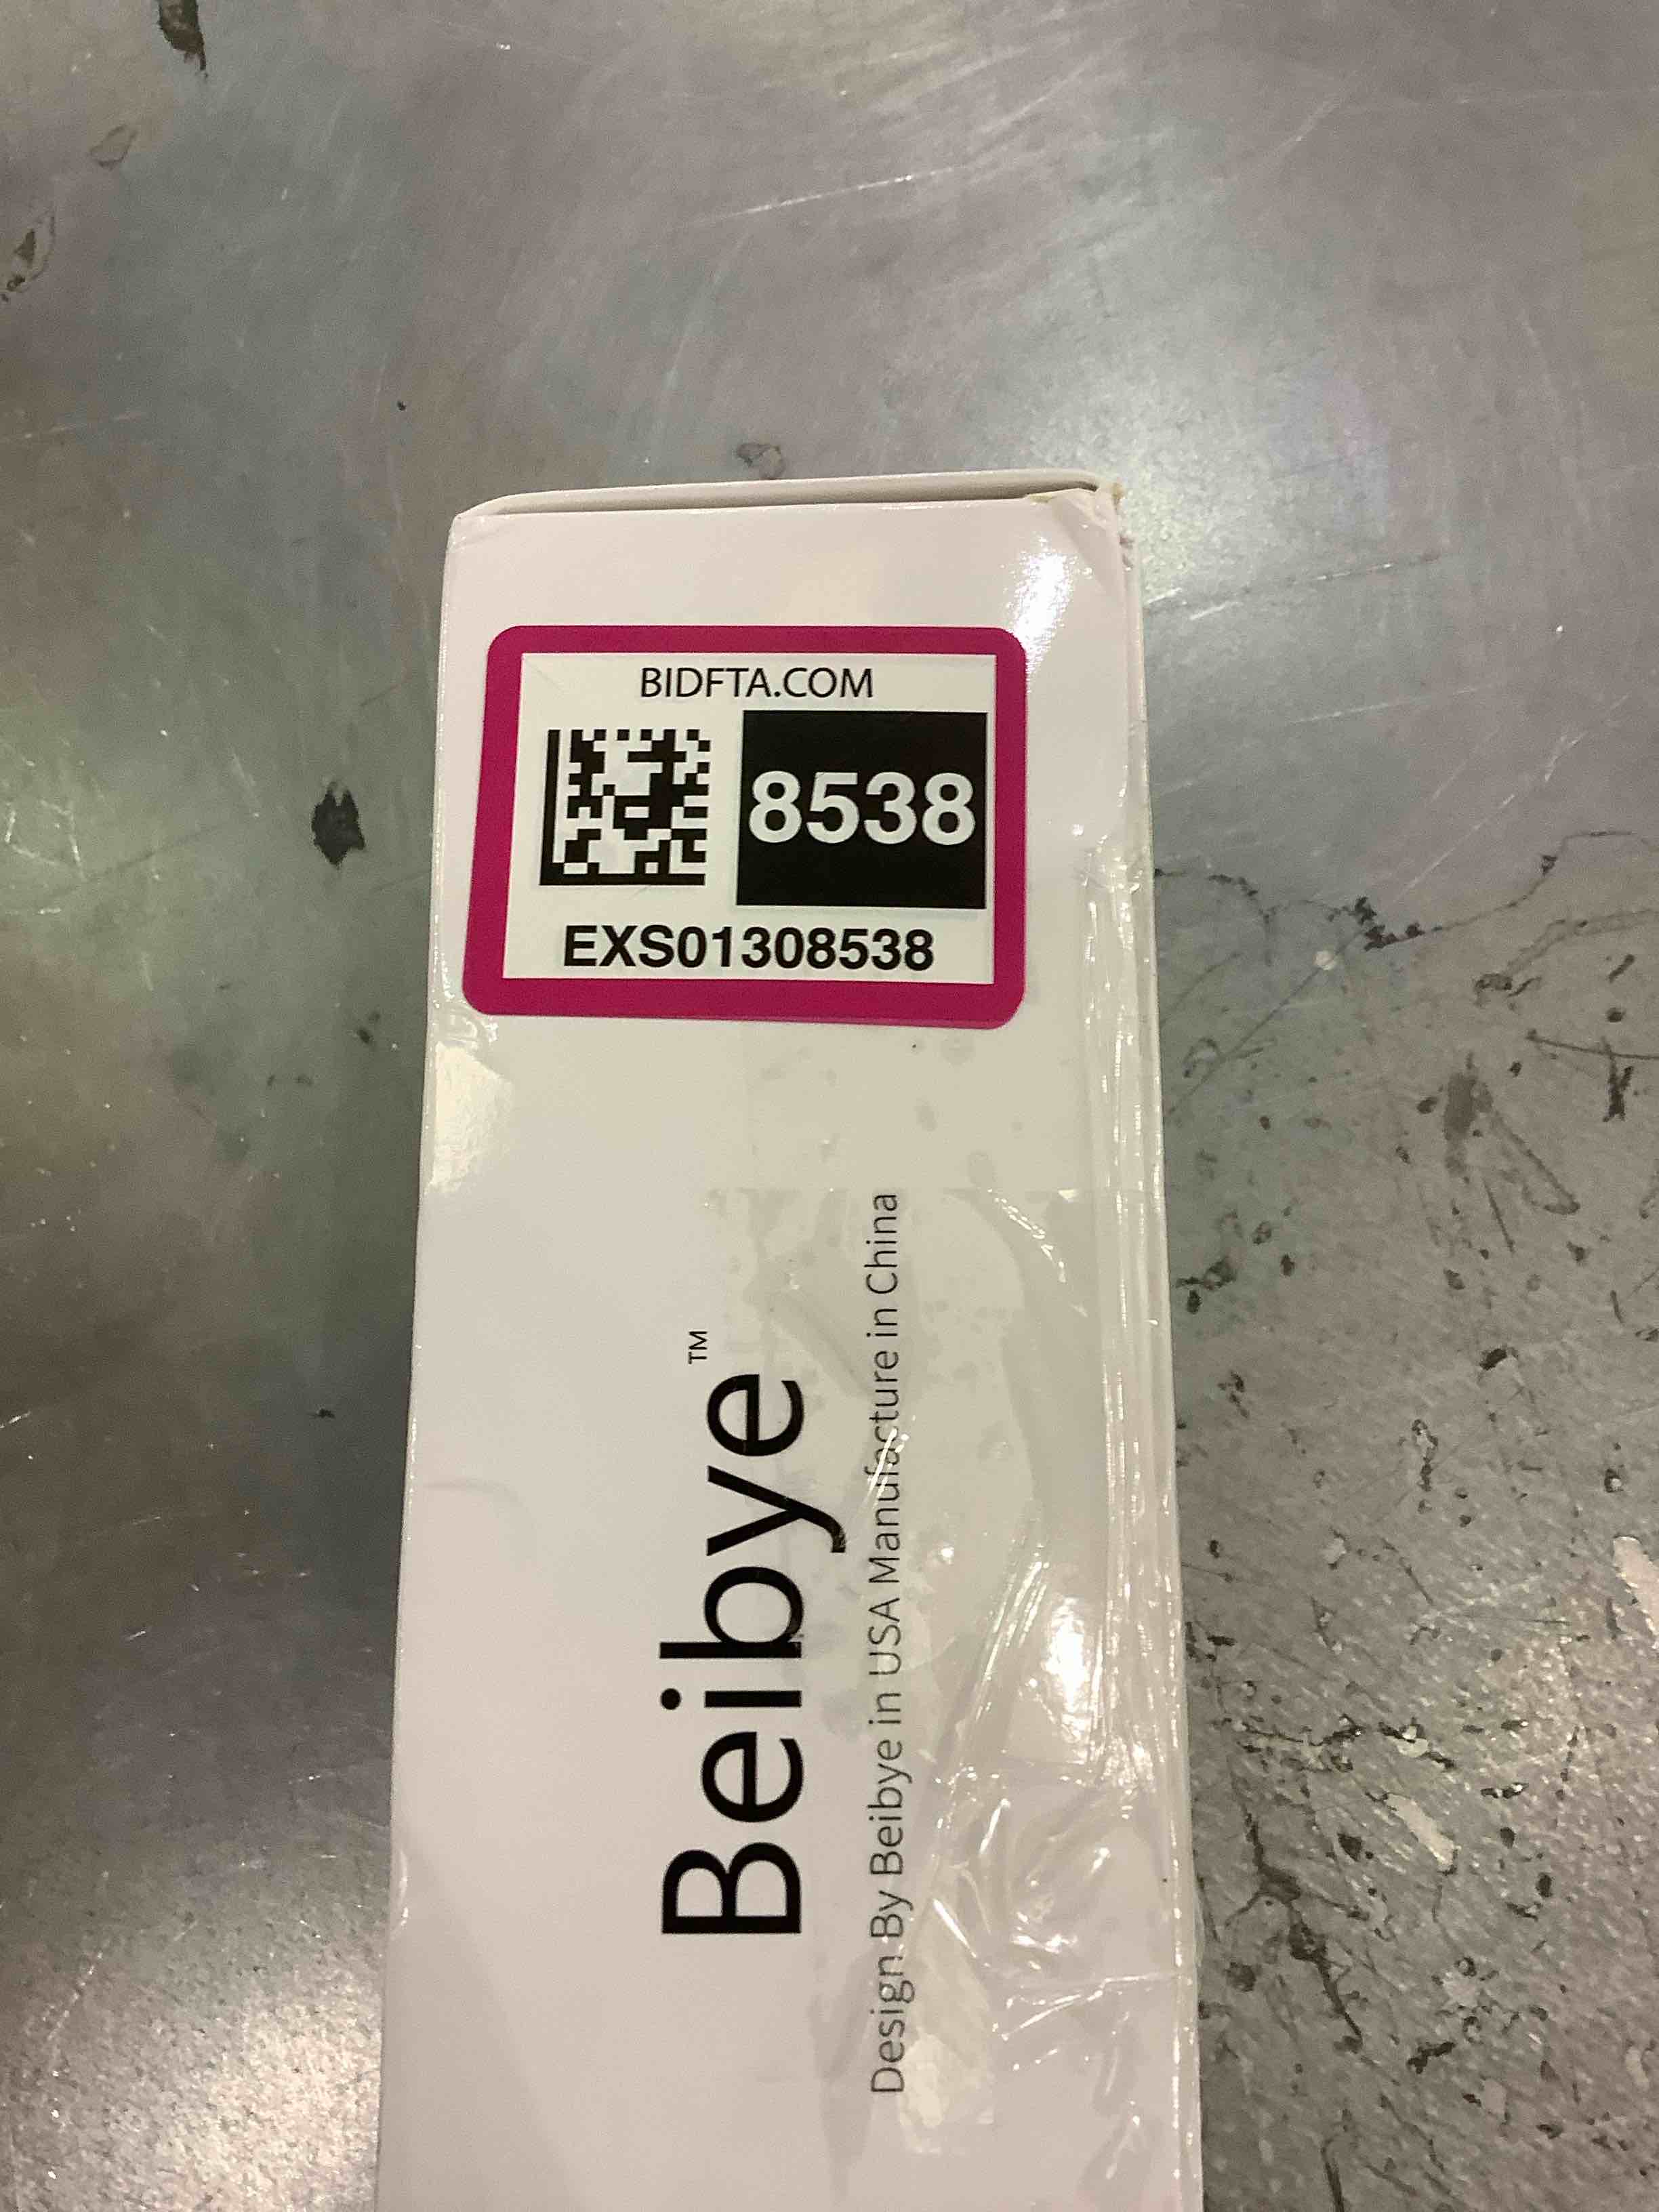 BIDFTA.COM
8538
EXS01308538
Beibye™
Design By Beibye in USA Manufacture in China